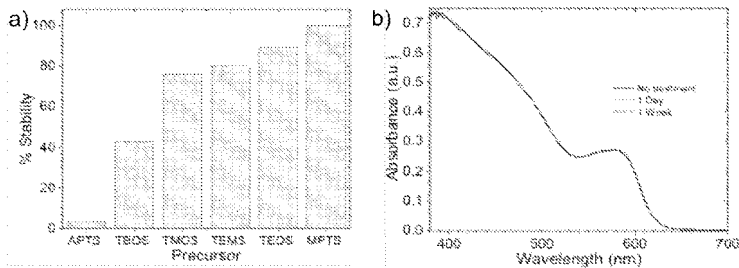 a)
100
80
60
40
20
0
% Stability
APTS TBOS TMOS TEMS TEOS MPTS
Precursor
b)
0.7
0.6
0.5
0.4
0.3
0.2
0.1
0.0
Absorbance (a.u.)
No treatment
1 Day
1 Week
400 500 600 700
Wavelength (nm)